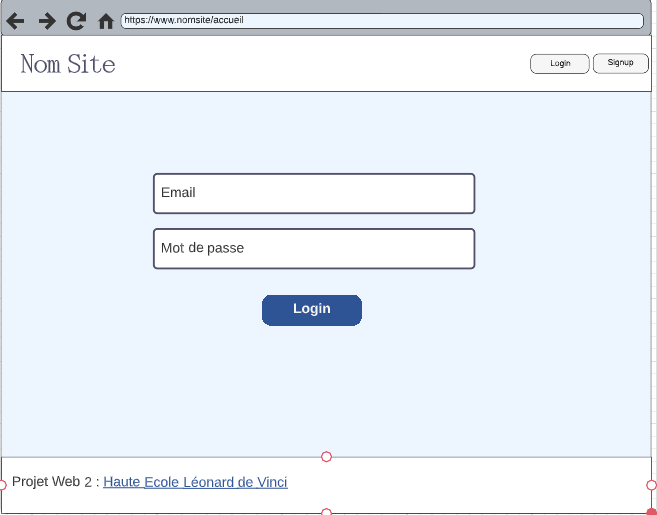 https://www.nomsite/accueil
Nom Site
Login
Signup
Email
Mot de passe
Login
Projet Web 2 : Haute Ecole Léonard de Vinci